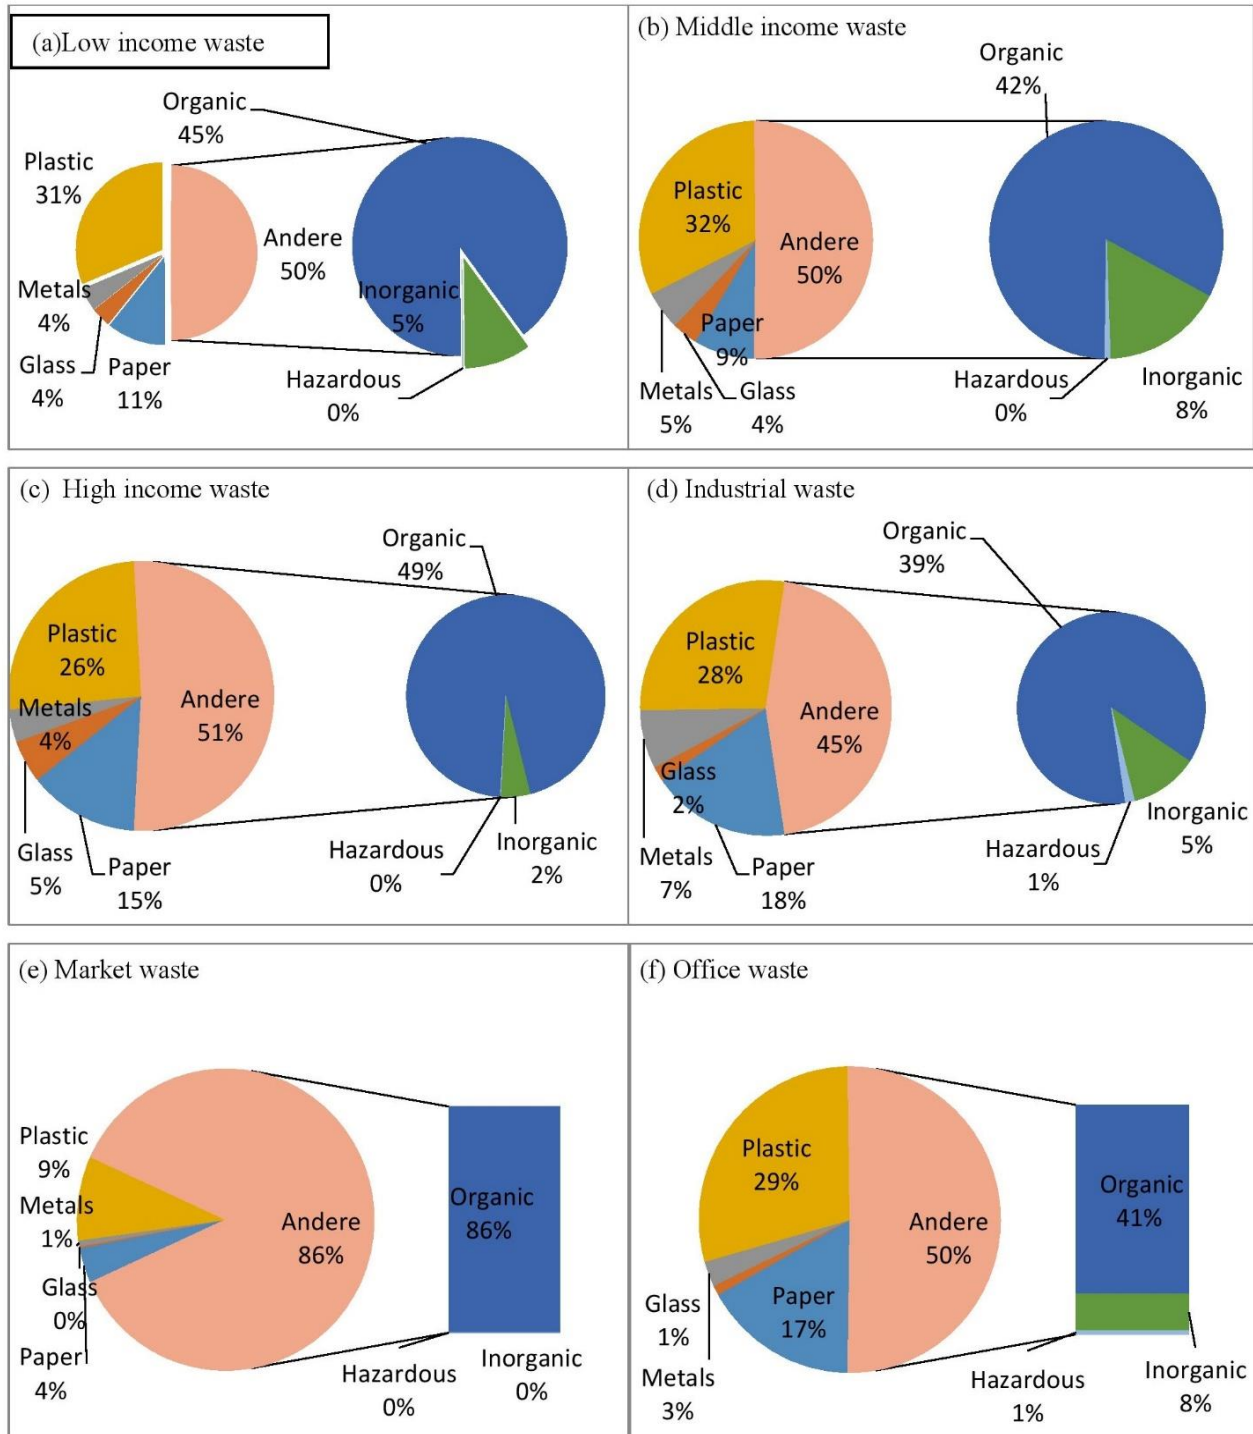 (a)Low income waste
Organic
45%
Plastic
31%
Andere
50%
Metals
4%
Inorganic
5%
Glass
4%
Paper
11%
Hazardous
0%
(b) Middle income waste
Organic
42%
Plastic
32%
Andere
50%
Paper
9%
Metals
5%
Glass
4%
Hazardous
0%
Inorganic
8%
(c) High income waste
Organic
49%
Plastic
26%
Metals
4%
Andere
51%
Glass
5%
Paper
15%
Hazardous
0%
Inorganic
2%
(d) Industrial waste
Organic
39%
Plastic
28%
Andere
45%
Glass
2%
Metals
7%
Paper
18%
Hazardous
1%
Inorganic
5%
(e) Market waste
Plastic
9%
Metals
1%
Andere
86%
Organic
86%
Glass
0%
Paper
4%
Hazardous
0%
Inorganic
0%
(f) Office waste
Plastic
29%
Andere
50%
Organic
41%
Glass
1%
Paper
17%
Metals
3%
Hazardous
1%
Inorganic
8%